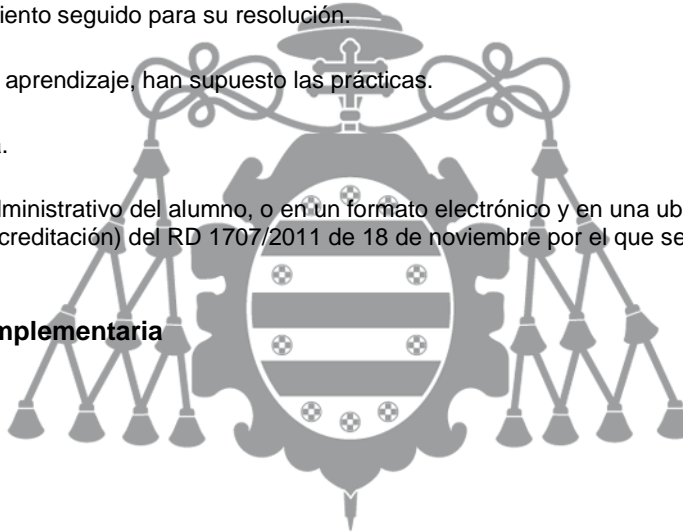 iento seguido para su resolución.
aprendizaje, han supuesto las prácticas.
a.
dministrativo del alumno, o en un formato electrónico y en una ub
creditación) del RD 1707/2011 de 18 de noviembre por el que se
mplementaria